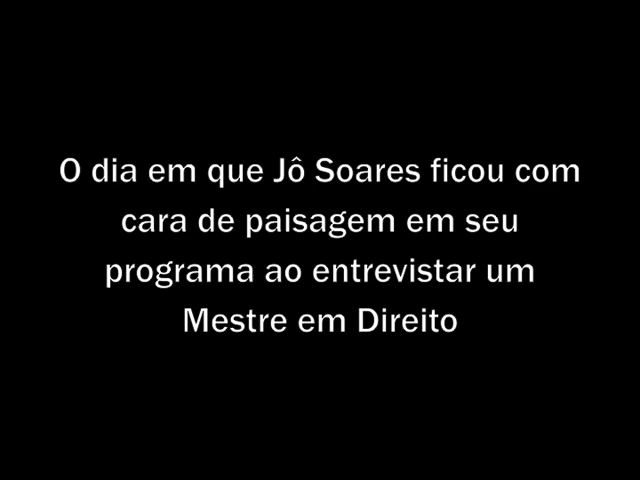 O dia em que Jô Soares ficou com
cara de paisagem em seu
programa ao entrevistar um
Mestre em Direito